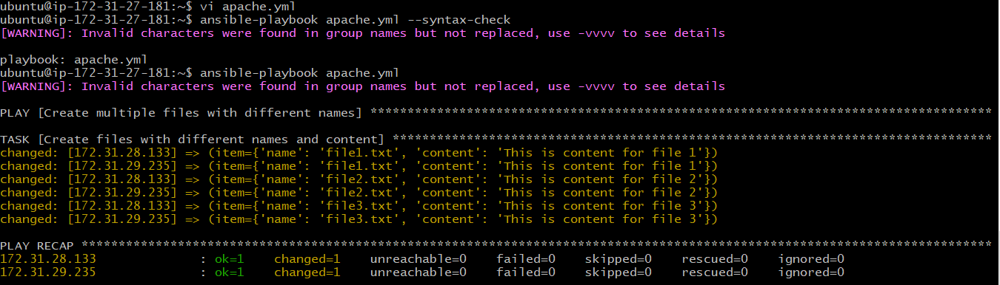 ubuntu@ip-172-31-27-181:~$ vi apache.yml
ubuntu@ip-172-31-27-181:~$ ansible-playbook apache.yml --syntax-check
[WARNING]: Invalid characters were found in group names but not replaced, use -vvvv to see details
playbook: apache.yml
ubuntu@ip-172-31-27-181:~$ ansible-playbook apache.yml
[WARNING]: Invalid characters were found in group names but not replaced, use -vvvv to see details
PLAY [Create multiple files with different names] ************************************************************************************
TASK [Create files with different names and content] *********************************************************************************
changed: [172.31.28.133] => (item={'name': 'file1.txt', 'content': 'This is content for file 1'})
changed: [172.31.29.235] => (item={'name': 'file1.txt', 'content': 'This is content for file 1'})
changed: [172.31.28.133] => (item={'name': 'file2.txt', 'content': 'This is content for file 2'})
changed: [172.31.29.235] => (item={'name': 'file2.txt', 'content': 'This is content for file 2'})
changed: [172.31.28.133] => (item={'name': 'file3.txt', 'content': 'This is content for file 3'})
changed: [172.31.29.235] => (item={'name': 'file3.txt', 'content': 'This is content for file 3'})
PLAY RECAP ***************************************************************************************************************************
172.31.28.133              : ok=1    changed=1    unreachable=0    failed=0    skipped=0    rescued=0    ignored=0
172.31.29.235              : ok=1    changed=1    unreachable=0    failed=0    skipped=0    rescued=0    ignored=0